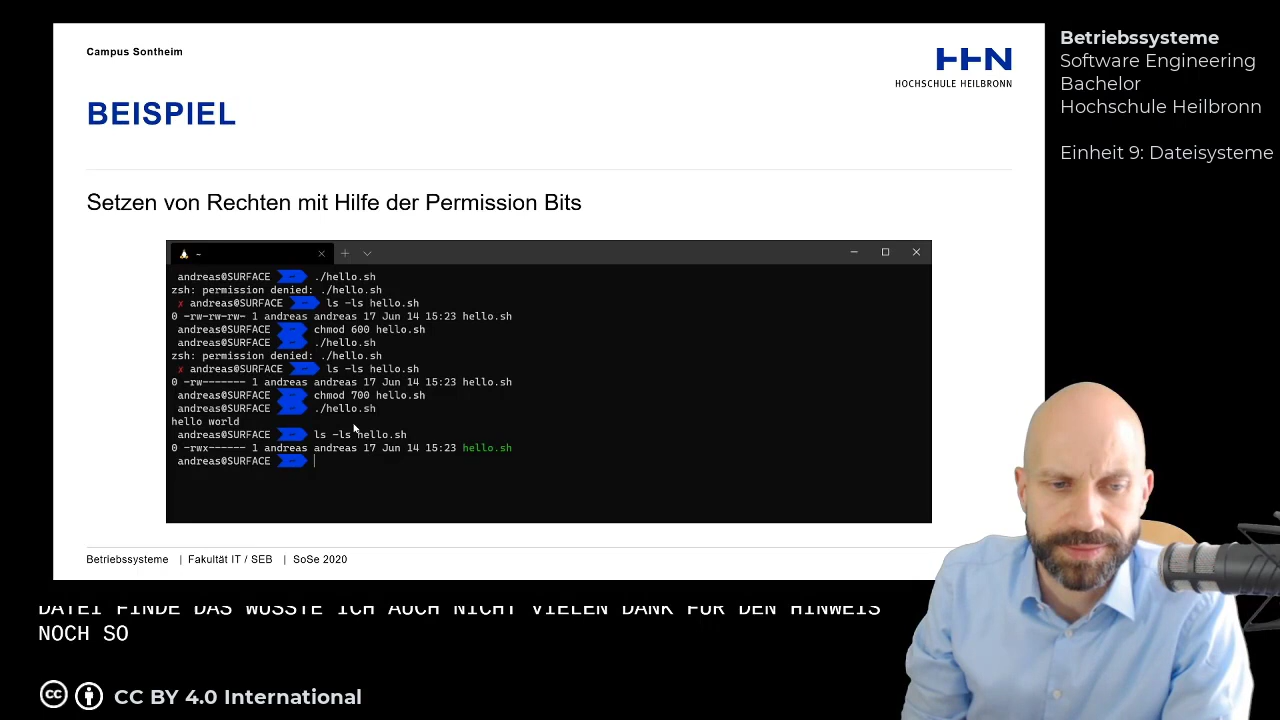 Campus Sontheim
HHN
HOCHSCHULE HEILBRONN
BEISPIEL
Setzen von Rechten mit Hilfe der Permission Bits
~
andreas@SURFACE ~ ./hello.sh
zsh: permission denied: ./hello.sh
✗ andreas@SURFACE ~ ls -ls hello.sh
0 -rw-rw-rw- 1 andreas andreas 17 Jun 14 15:23 hello.sh
andreas@SURFACE ~ chmod 600 hello.sh
andreas@SURFACE ~ ./hello.sh
zsh: permission denied: ./hello.sh
✗ andreas@SURFACE ~ ls -ls hello.sh
0 -rw------- 1 andreas andreas 17 Jun 14 15:23 hello.sh
andreas@SURFACE ~ chmod 700 hello.sh
andreas@SURFACE ~ ./hello.sh
hello world
andreas@SURFACE ~ ls -ls hello.sh
0 -rwx------ 1 andreas andreas 17 Jun 14 15:23 hello.sh
andreas@SURFACE ~
Betriebssysteme | Fakultät IT / SEB | SoSe 2020
Betriebssysteme
Software Engineering
Bachelor
Hochschule Heilbronn
Einheit 9: Dateisysteme
DATEI FINDE DAS WUSSTE ICH AUCH NICHT VIELEN DANK FÜR DEN HINWEIS
NOCH SO
CC BY 4.0 International